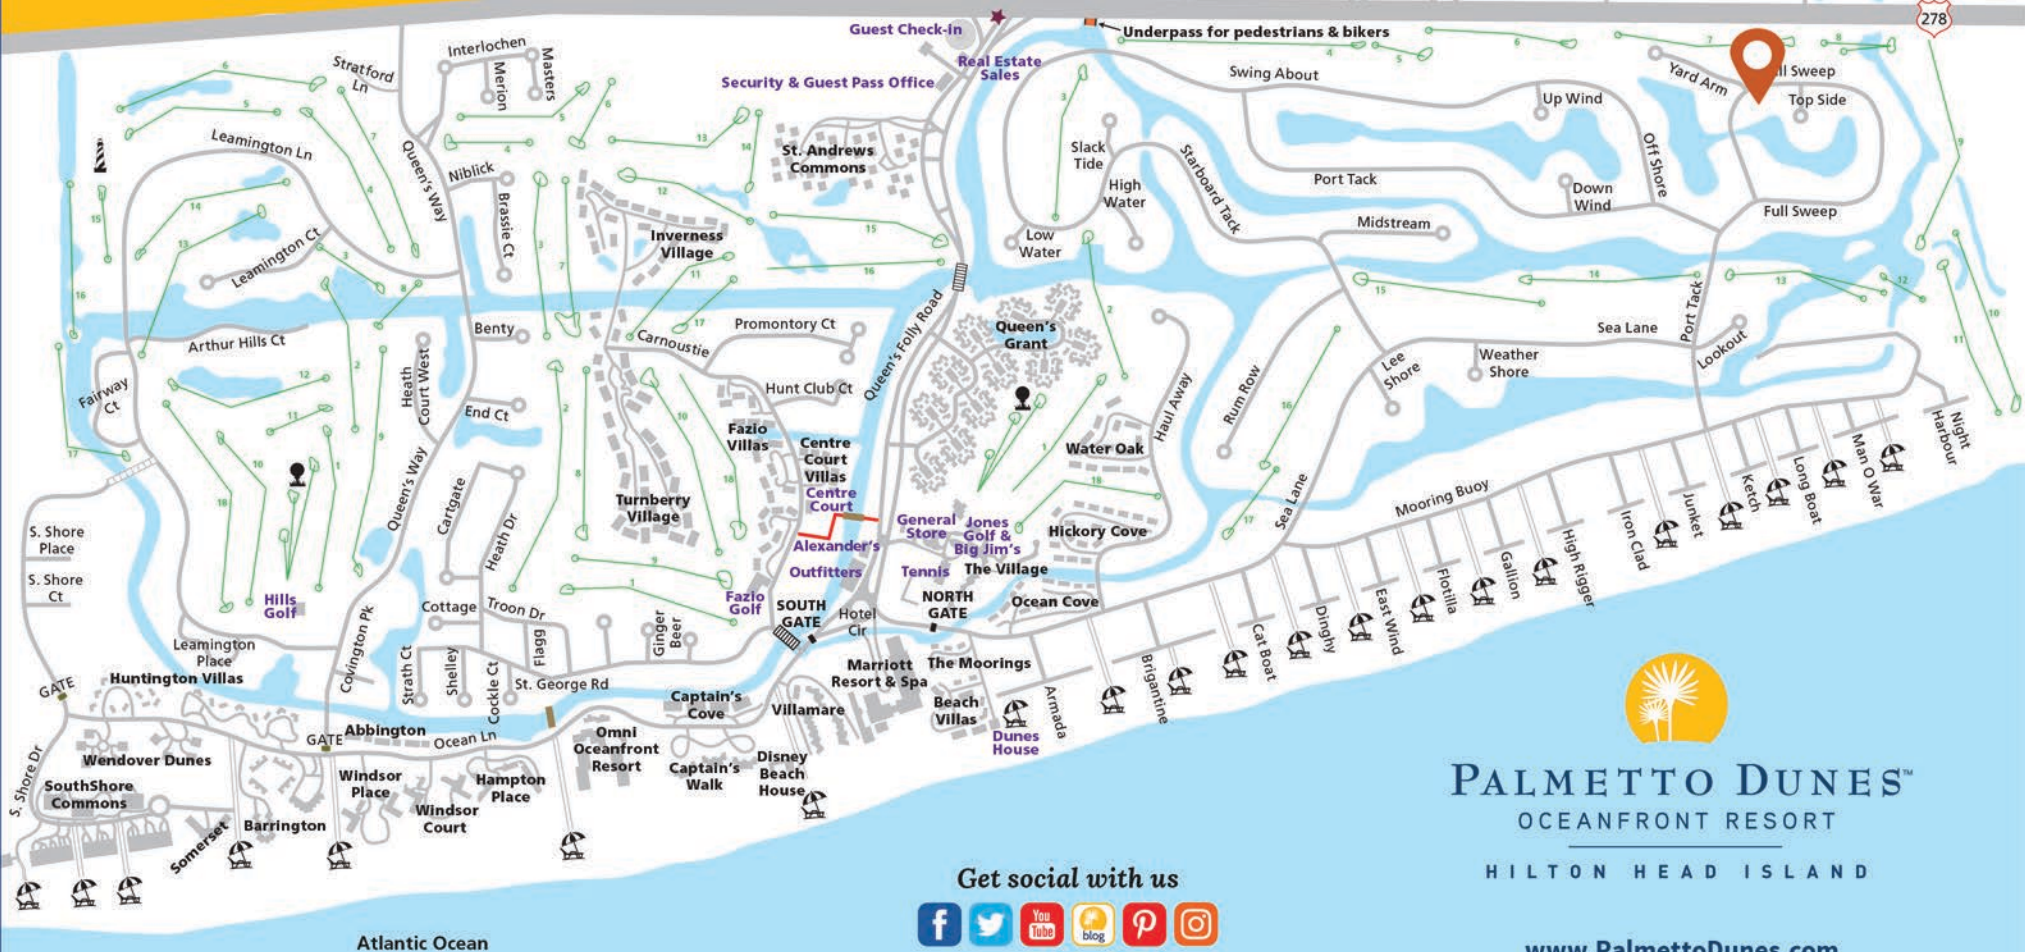 278
Guest Check-in
Underpass for pedestrians & bikers
Real Estate
Sales
Security & Guest Pass Office
Interlochen
Masters
Merion
Stratford
Ln
Swing About
Yard Arm
Sweep
Top Side
Up Wind
Off Shore
Leamington Ln
Queen's Way
Niblick
Brassie Ct
St. Andrews
Commons
Slack
Tide
High
Water
Starboard Tack
Port Tack
Down
Wind
Full Sweep
Midstream
Low
Water
Inverness
Village
Leamington Ct
Arthur Hills Ct
Benty
Carnoustie
Promontory Ct
Queen's Folly Road
Queen's
Grant
Sea Lane
Port Tack
Lookout
Weather
Shore
Lee
Shore
Rum Row
Haul Away
Fairway
Ct
Heath
Court West
End Ct
Hunt Club Ct
Fazio
Villas
Centre
Court
Villas
Centre
Court
Water Oak
Night
Harbour
Man O War
Long Boat
Ketch
Junket
Iron Clad
High Rigger
Gallion
Flotilla
East Wind
Dinghy
Cat Boat
Brigantine
Armada
Mooring Buoy
Sea Lane
Queen's Way
Cartgate
Heath Dr
Turnberry
Village
General
Store
Jones
Golf &
Big Jim's
Hickory Cove
Alexander's
Outfitters
Tennis
The Village
S. Shore
Place
S. Shore
Ct
Hills
Golf
Fazio
Golf
SOUTH
GATE
Hotel
Cir
NORTH
GATE
Ocean Cove
Cottage
Troon Dr
Flagg
Ginger
Beer
Leamington
Place
Covington Pk
Strath Ct
Shelley
Cockle Ct
St. George Rd
Marriott
Resort & Spa
The Moorings
GATE
Huntington Villas
Captain's
Cove
Villamare
Beach
Villas
Dunes
House
GATE
Abbington
Ocean Ln
Omni
Oceanfront
Resort
Captain's
Walk
Disney
Beach
House
S. Shore Dr
Wendover Dunes
SouthShore
Commons
Windsor
Place
Hampton
Place
Windsor
Court
Barrington
Somerset
PALMETTO DUNES™
OCEANFRONT RESORT
HILTON HEAD ISLAND
Get social with us
You
Tube
blog
Atlantic Ocean
www.PalmettoDunes.com